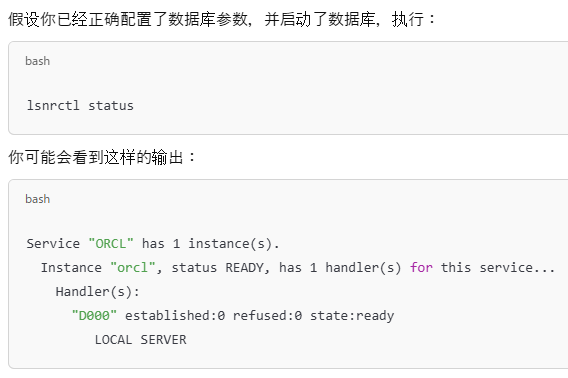 假设你已经正确配置了数据库参数，并启动了数据库，执行：
bash
lsnrctl status
你可能会看到这样的输出：
bash
Service "ORCL" has 1 instance(s).
Instance "orcl", status READY, has 1 handler(s) for this service...
Handler(s):
"D000" established:0 refused:0 state:ready
LOCAL SERVER